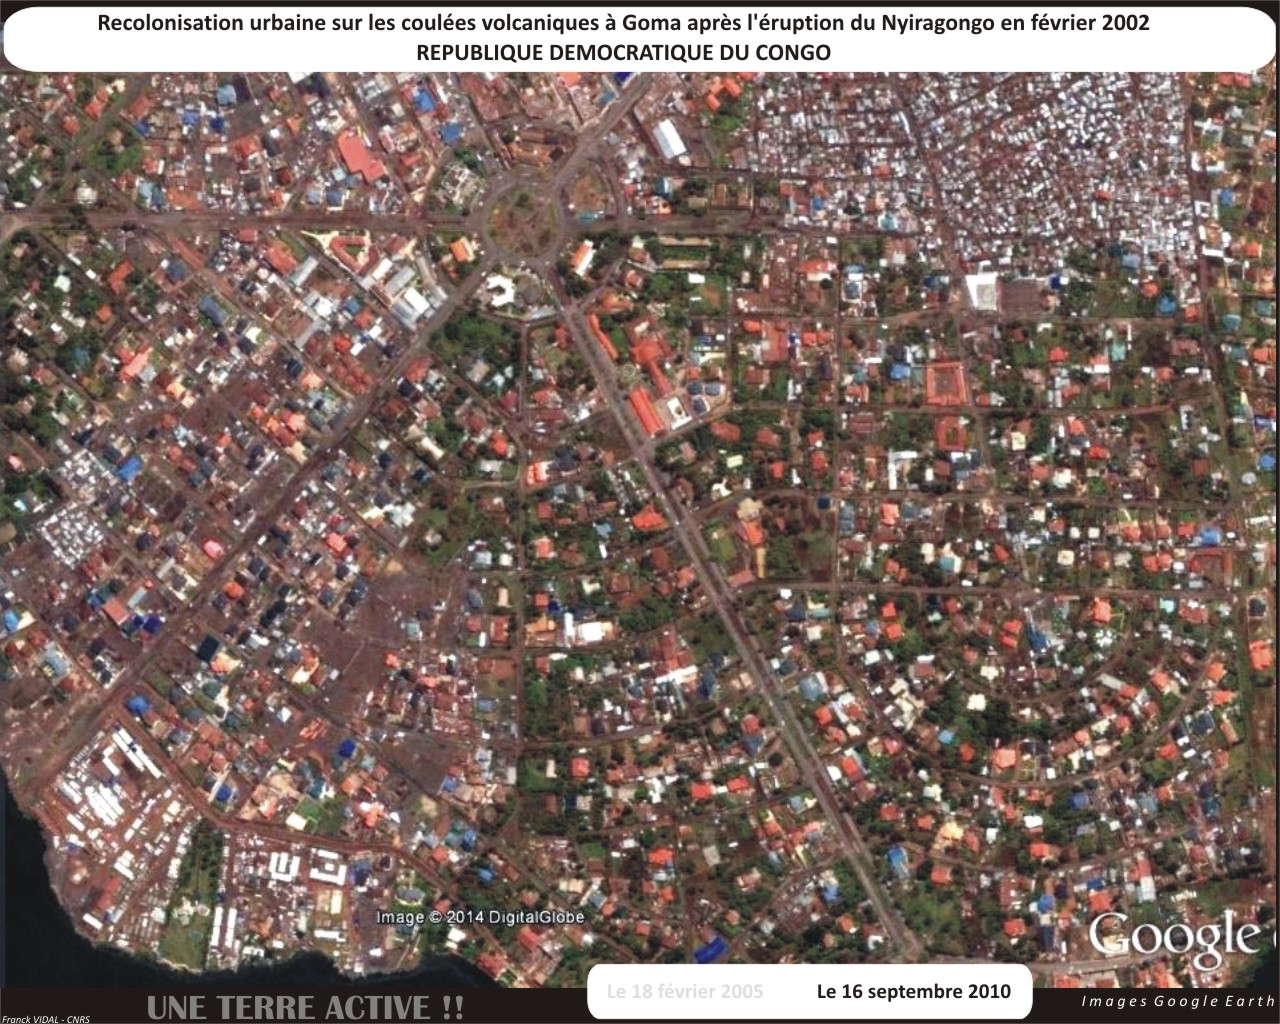 Recolonisation urbaine sur les coulées volcaniques à Goma après l'éruption du Nyiragongo en février 2002
REPUBLIQUE DEMOCRATIQUE DU CONGO
Image © 2014 DigitalGlobe
Google
Le 18 février 2005 Le 16 septembre 2010
UNE TERRE ACTIVE !!
Images Google Earth
Franck VIDAL - CNRS